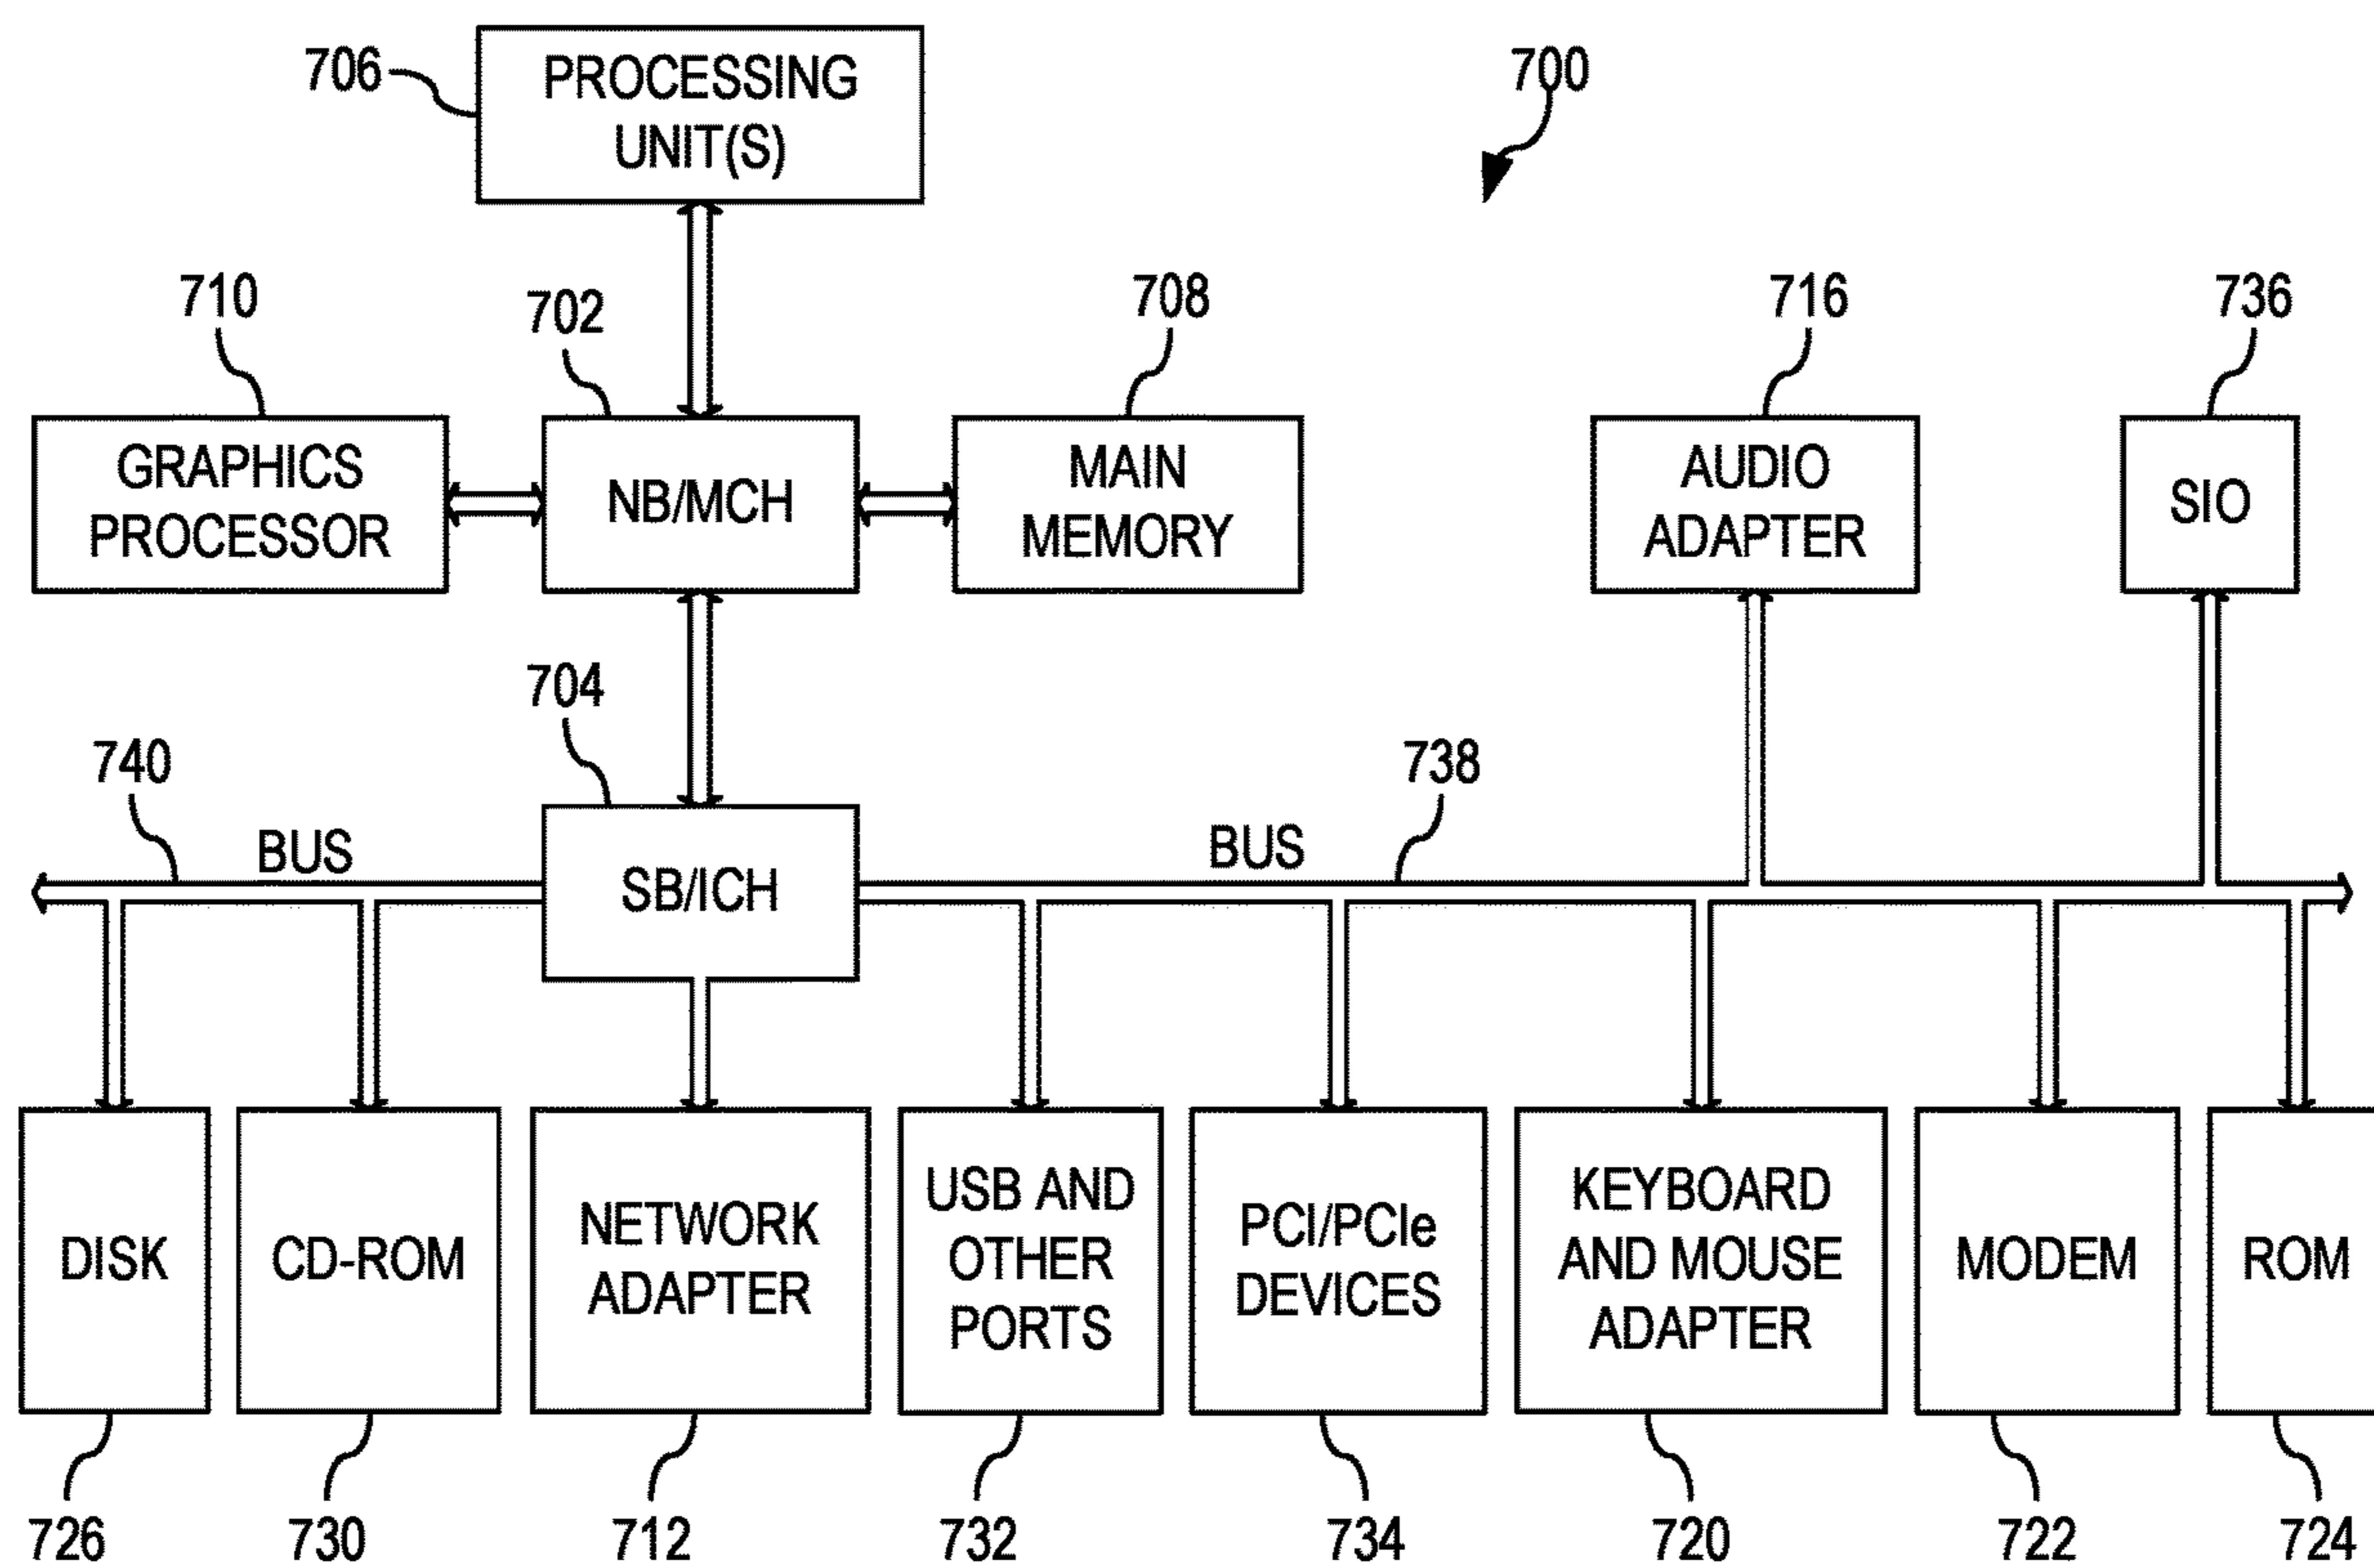 706
PROCESSING
UNIT(S)
700
710
702
708
716
736
GRAPHICS
PROCESSOR
NB/MCH
MAIN
MEMORY
AUDIO
ADAPTER
SIO
704
740
738
BUS
BUS
SB/ICH
DISK
CD-ROM
NETWORK
ADAPTER
USB AND
OTHER
PORTS
PCI/PCIe
DEVICES
KEYBOARD
AND MOUSE
ADAPTER
MODEM
ROM
726
730
712
732
734
720
722
724